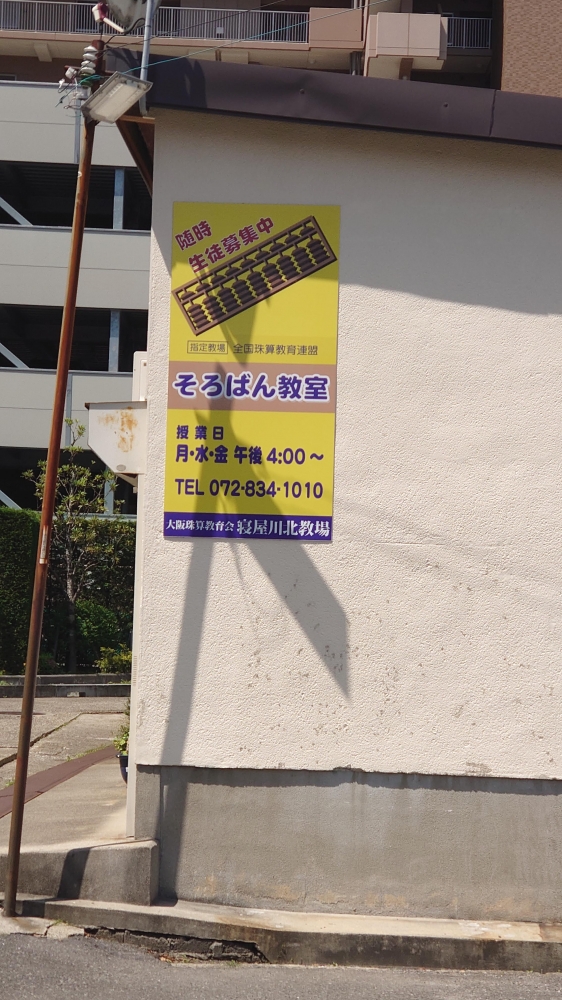 随時
生徒募集中
指定教場 全国珠算教育連盟
そろばん教室
授業日
月・水・金 午後 4:00～
TEL 072-834-1010
大阪珠算教育会 寝屋川北教場